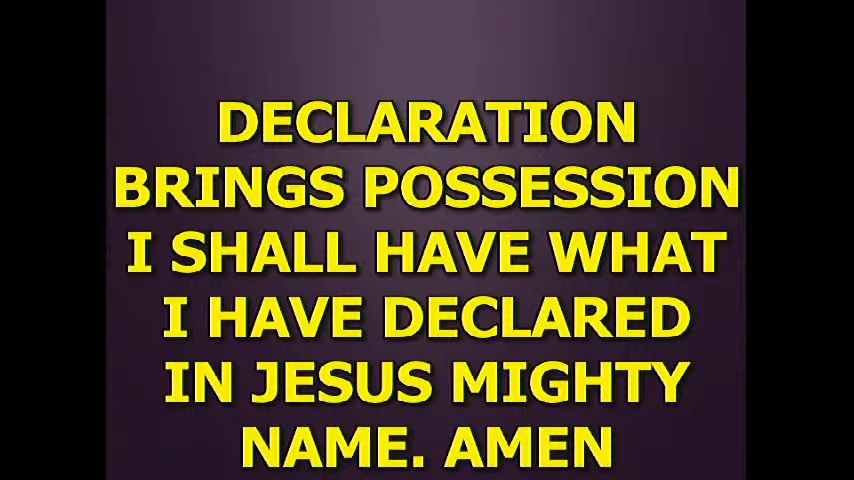 DECLARATION
BRINGS POSSESSION
I SHALL HAVE WHAT
I HAVE DECLARED
IN JESUS MIGHTY
NAME. AMEN